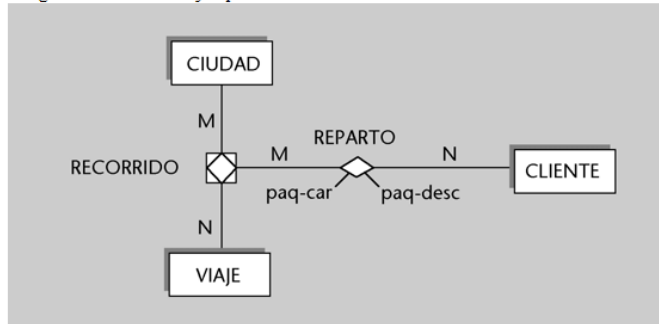 CIUDAD
M
REPARTO
RECORRIDO
M
N
CLIENTE
paq-car
paq-desc
N
VIAJE